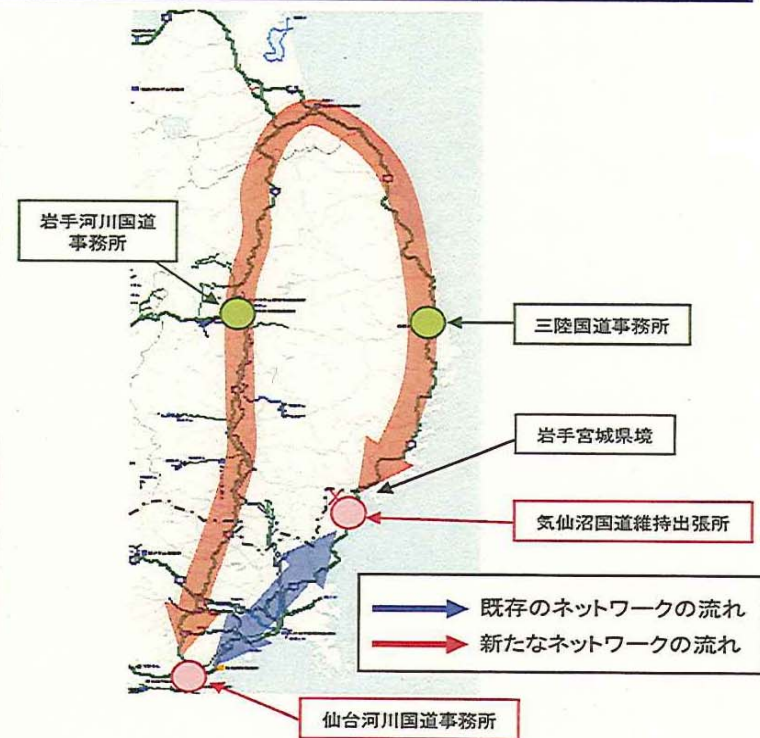 岩手河川国道
事務所
三陸国道事務所
岩手宮城県境
気仙沼国道維持出張所
既存のネットワークの流れ
新たなネットワークの流れ
仙台河川国道事務所